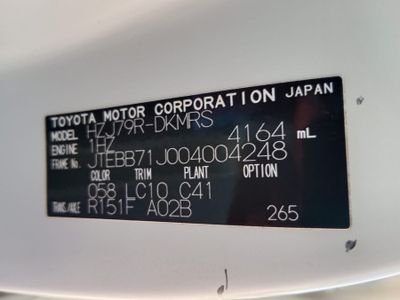 TOYOTA MOTOR CORPORATION JAPAN
MODEL HZJ79R-DKMRS
ENGINE 1HZ 4164 mL
FRAME No. JTEBB71J004004248
COLOR TRIM PLANT OPTION
058 LC10 C41
TRANS/AXLE R151F A02B 265